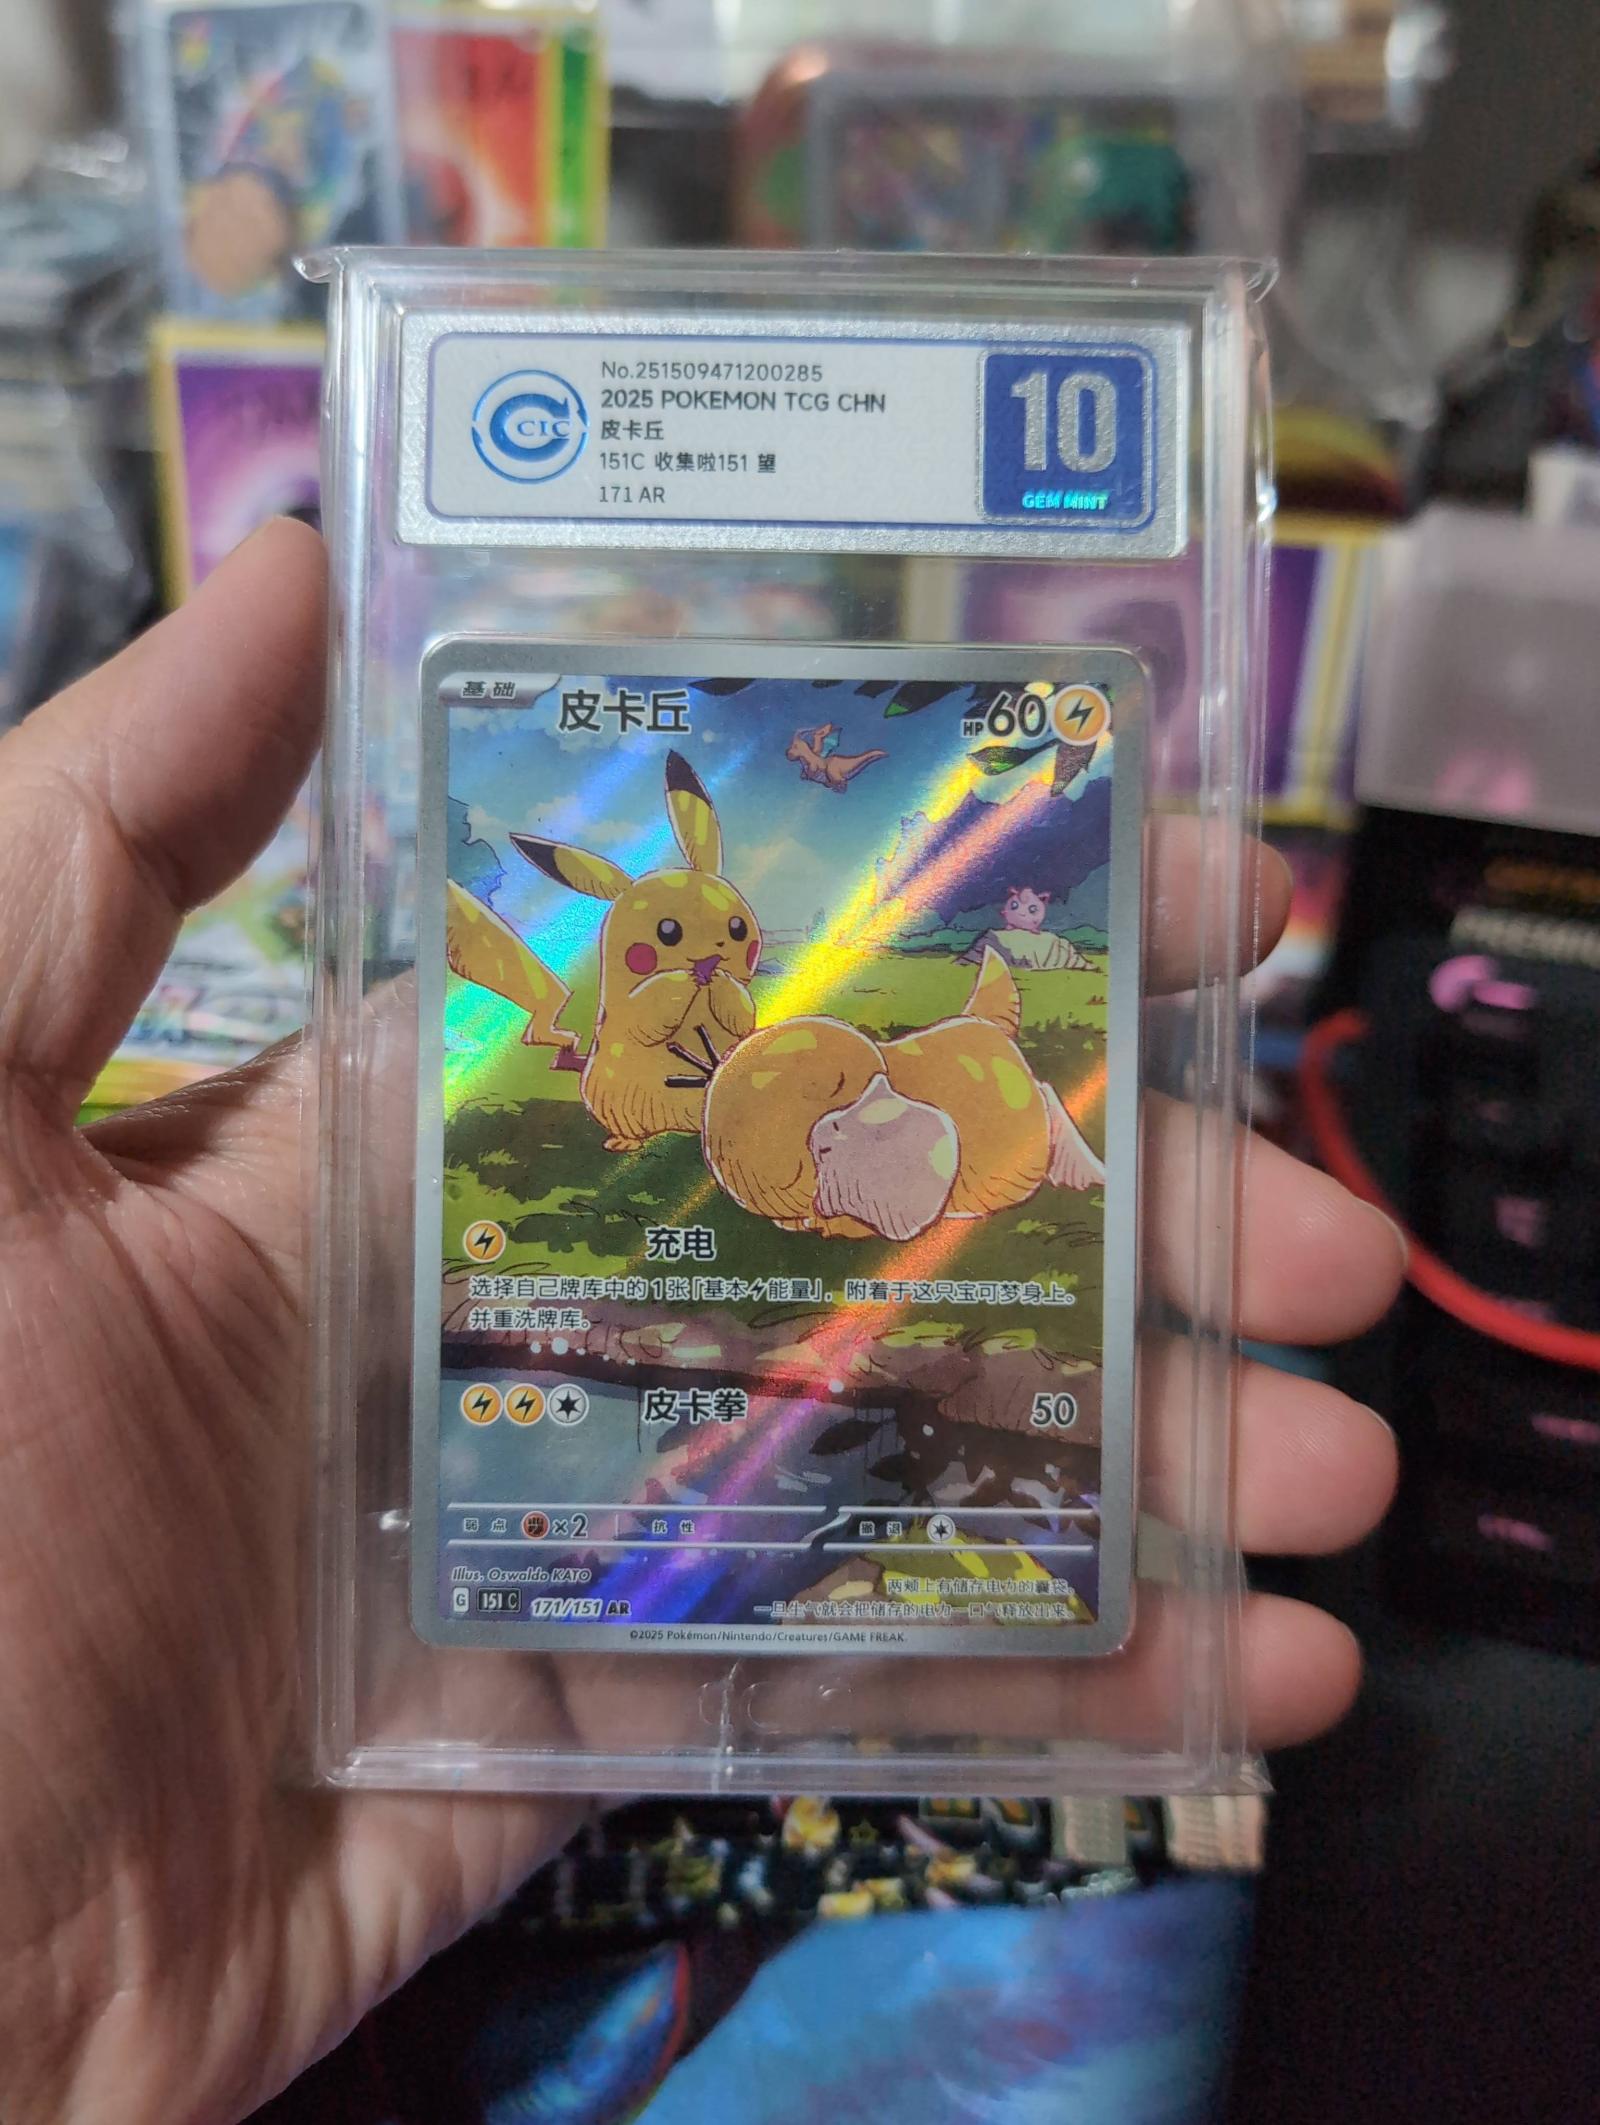 CCIC
No.251509471200285
2025 POKEMON TCG CHN
皮卡丘
151C 收集啦151 望
171 AR
10
GEM MINT
基础
皮卡丘
HP60
充电
选择自己牌库中的1张「基本能量」，附着于这只宝可梦身上。
并重洗牌库。
皮卡拳 50
弱点 ×2 抗性 撤退
Illus. Oswaldo KATO
两颊上有储存电力的囊袋。
一旦生气就会把储存的电力一口气释放出来。
G 151 C 171/151 AR
©2025 Pokémon/Nintendo/Creatures/GAME FREAK.